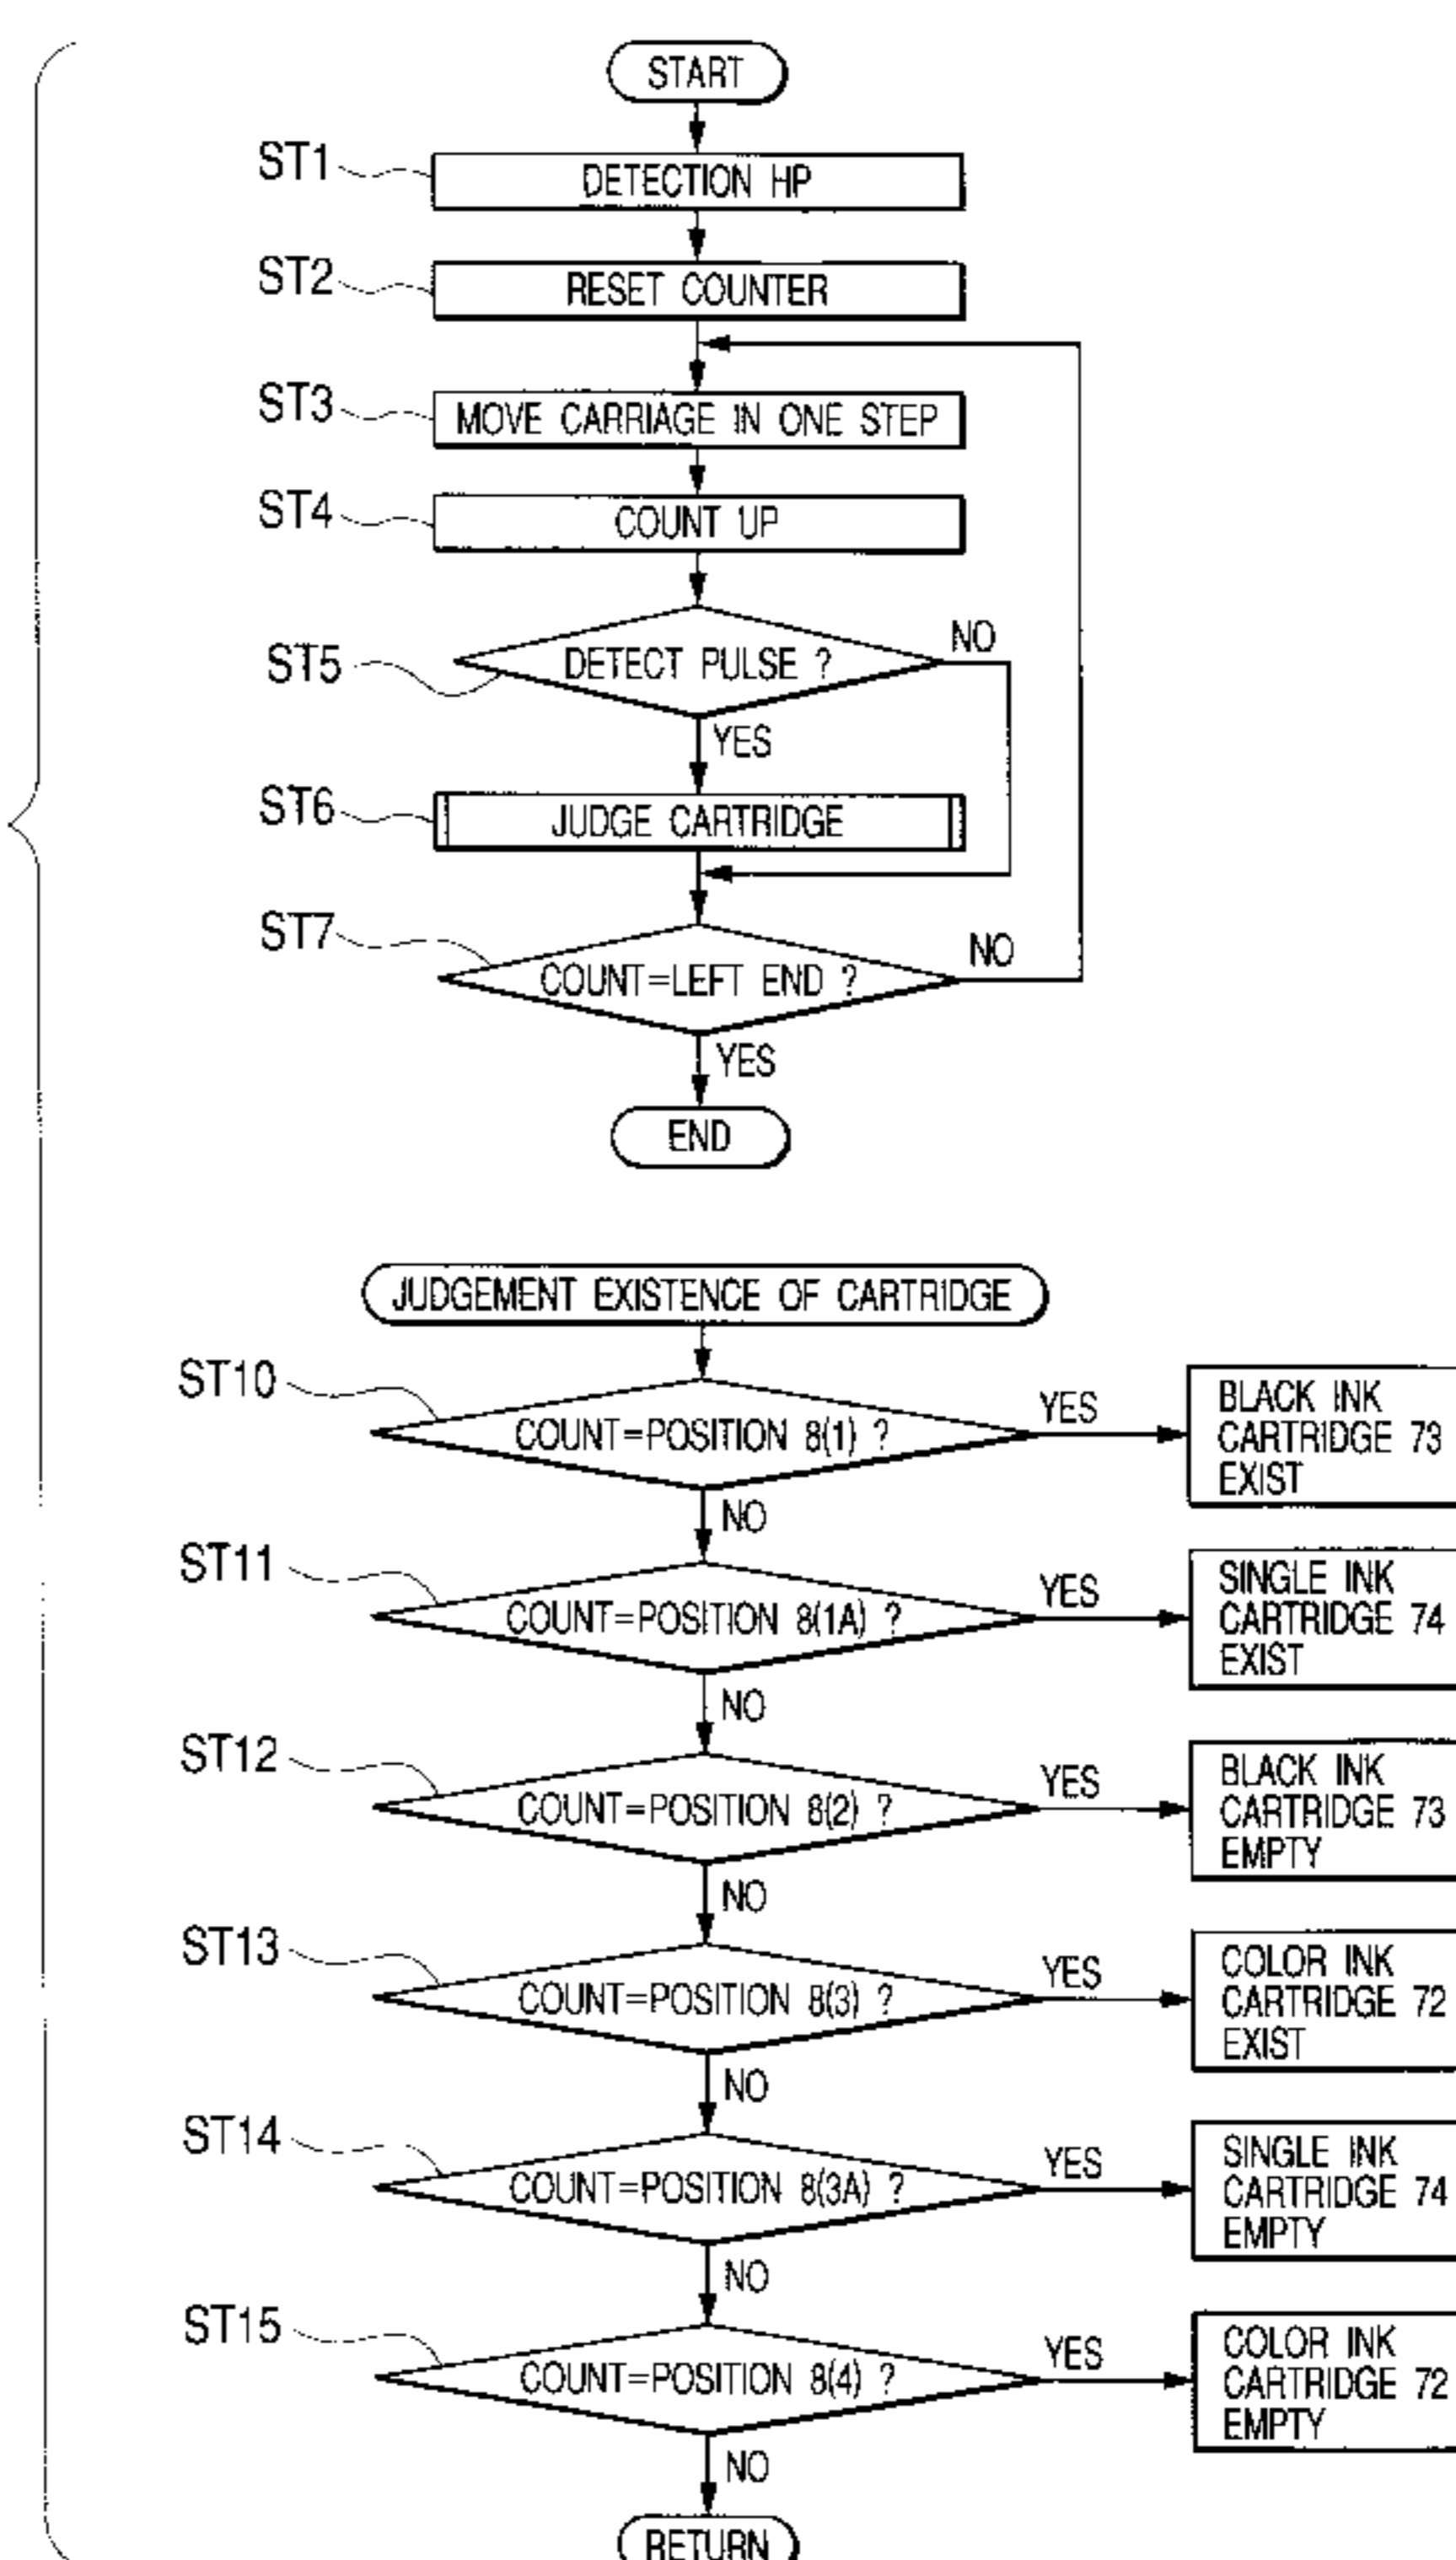 START
ST1
DETECTION HP
ST2
RESET COUNTER
ST3
MOVE CARRIAGE IN ONE STEP
ST4
COUNT UP
ST5
DETECT PULSE ?
NO
YES
ST6
JUDGE CARTRIDGE
ST7
COUNT=LEFT END ?
NO
YES
END
JUDGEMENT EXISTENCE OF CARTRIDGE
ST10
COUNT=POSITION 8(1) ?
YES
BLACK INK
CARTRIDGE 73
EXIST
NO
ST11
COUNT=POSITION 8(1A) ?
YES
SINGLE INK
CARTRIDGE 74
EXIST
NO
ST12
COUNT=POSITION 8(2) ?
YES
BLACK INK
CARTRIDGE 73
EMPTY
NO
ST13
COUNT=POSITION 8(3) ?
YES
COLOR INK
CARTRIDGE 72
EXIST
NO
ST14
COUNT=POSITION 8(3A) ?
YES
SINGLE INK
CARTRIDGE 74
EMPTY
NO
ST15
COUNT=POSITION 8(4) ?
YES
COLOR INK
CARTRIDGE 72
EMPTY
NO
RETURN